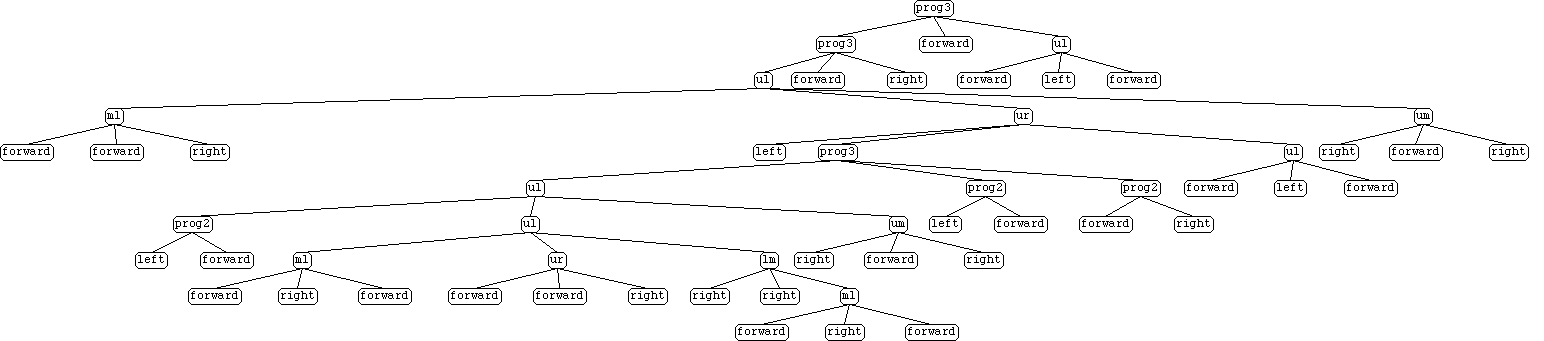 prog3
prog3 forward ul
ul forward right forward left forward
ml ur um
forward forward right left prog3 ul right forward right
ul prog2 prog2 forward left forward
prog2 ul um left forward forward right
left forward ml ur lm right forward right
forward right forward forward forward right right right ml
forward right forward